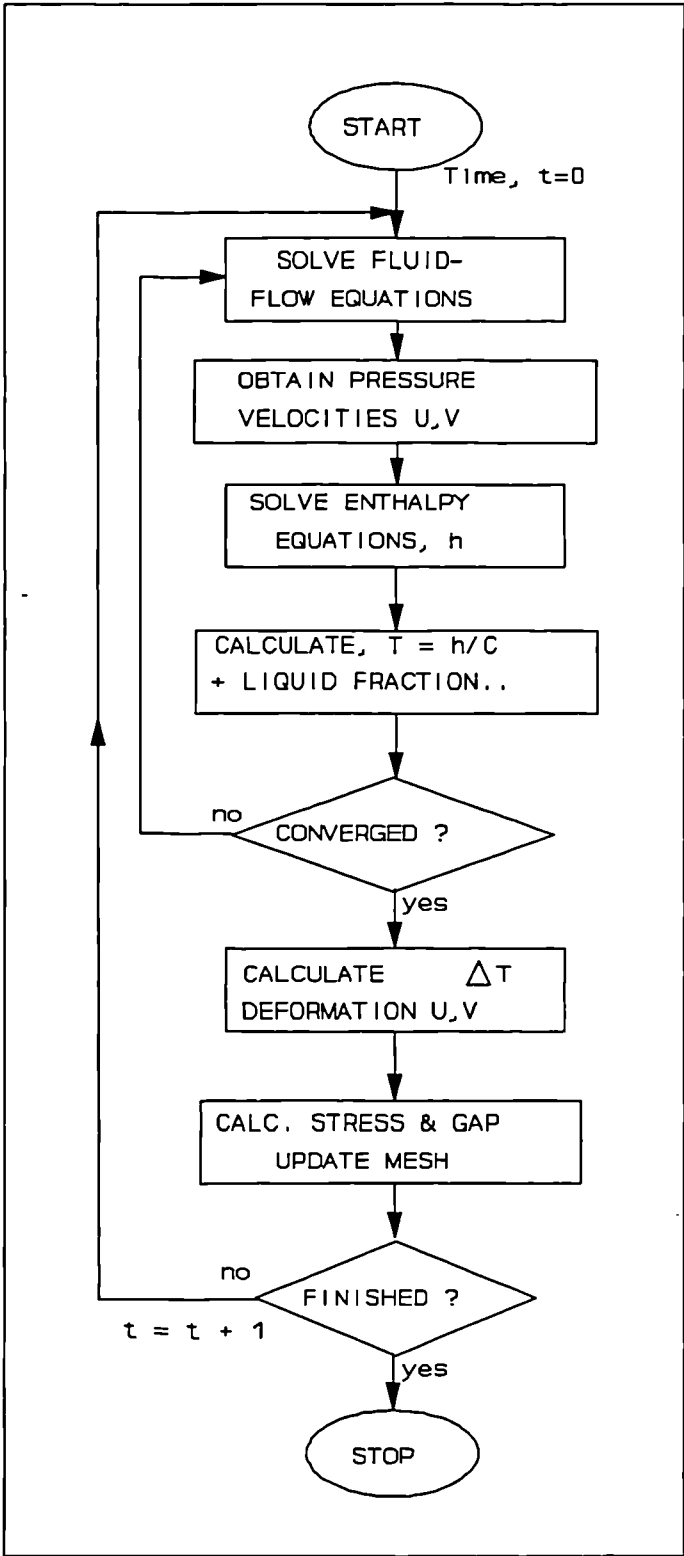 START
Time, t=0
SOLVE FLUID-
FLOW EQUATIONS
OBTAIN PRESSURE
VELOCITIES U,V
SOLVE ENTHALPY
EQUATIONS, h
CALCULATE, T = h/C
+ LIQUID FRACTION..
no
CONVERGED ?
yes
CALCULATE △T
DEFORMATION U,V
CALC. STRESS & GAP
UPDATE MESH
no
FINISHED ?
t = t + 1
yes
STOP